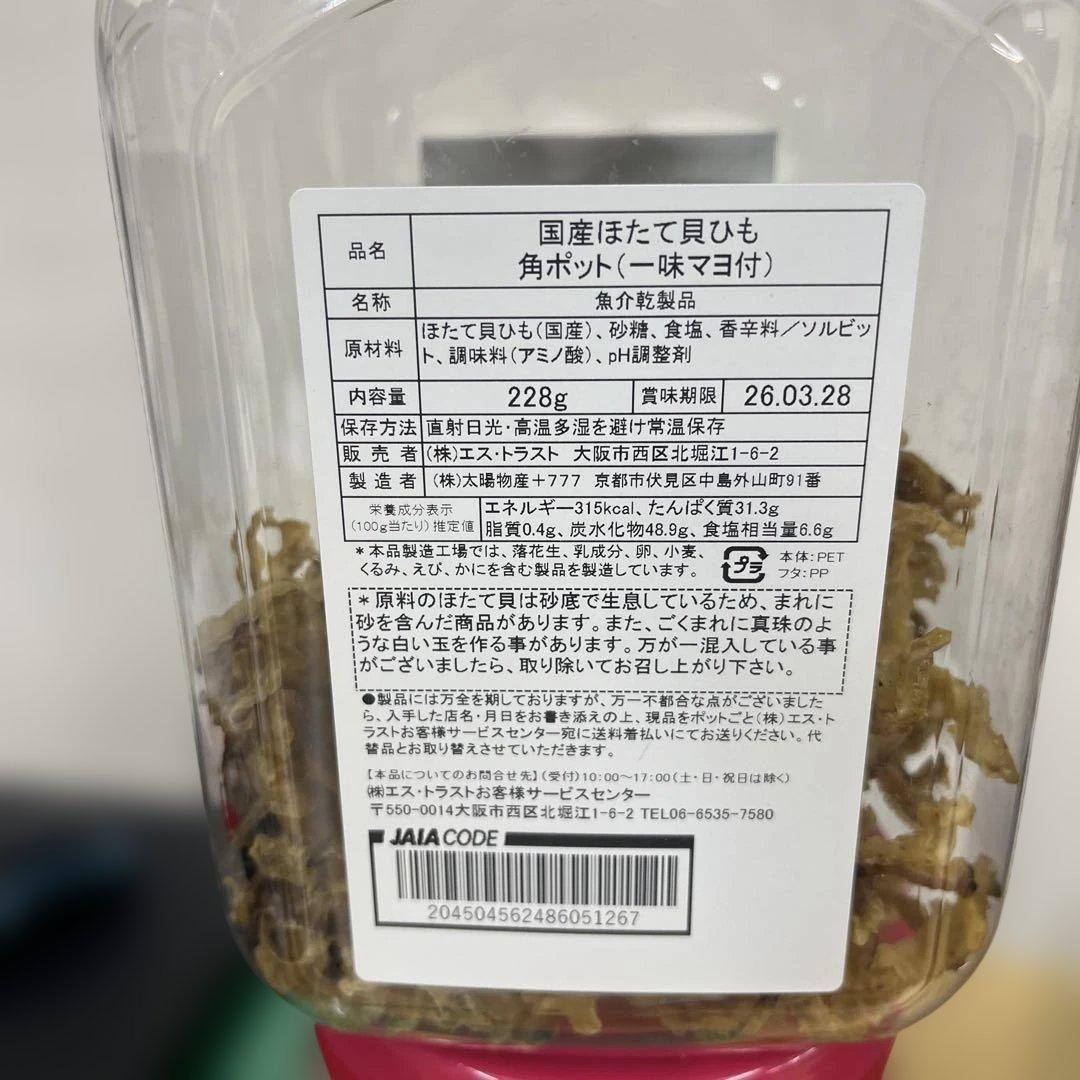 品名
国産ほたて貝ひも
角ポット(一味マヨ付)
名称 魚介乾製品
原材料
ほたて貝ひも(国産)、砂糖、食塩、香辛料/ソルビッ
ト、調味料(アミノ酸)、pH調整剤
内容量 228g 賞味期限 26.03.28
保存方法 直射日光・高温多湿を避け常温保存
販売者 (株)エス・トラスト 大阪市西区北堀江1-6-2
製造者 (株)太陽物産+777 京都市伏見区中島外山町91番
栄養成分表示
(100g当たり)推定値
エネルギー315kcal、たんぱく質31.3g
脂質0.4g、炭水化物48.9g、食塩相当量6.6g
*本品製造工場では、落花生、乳成分、卵、小麦、
くるみ、えび、かにを含む製品を製造しています。
プラ
本体:PET
フタ:PP
*原料のほたて貝は砂底で生息しているため、まれに
砂を含んだ商品があります。また、ごくまれに真珠のよ
うな白い玉を作る事があります。万が一混入している事
がございましたら、取り除いてお召し上がり下さい。
●製品には万全を期しておりますが、万一不都合な点がございました
ら、入手した店名・月日をお書き添えの上、現品をポットごと(株)エス・ト
ラストお客様サービスセンター宛に送料着払いにてお送りください。代
替品とお取り替えさせていただきます。
【本品についてのお問合せ先】(受付)10:00~17:00(土・日・祝日は除く)
㈱エス・トラストお客様サービスセンター
〒550-0014大阪市西区北堀江1-6-2 TEL06-6535-7580
JAIA CODE
204504562486051267